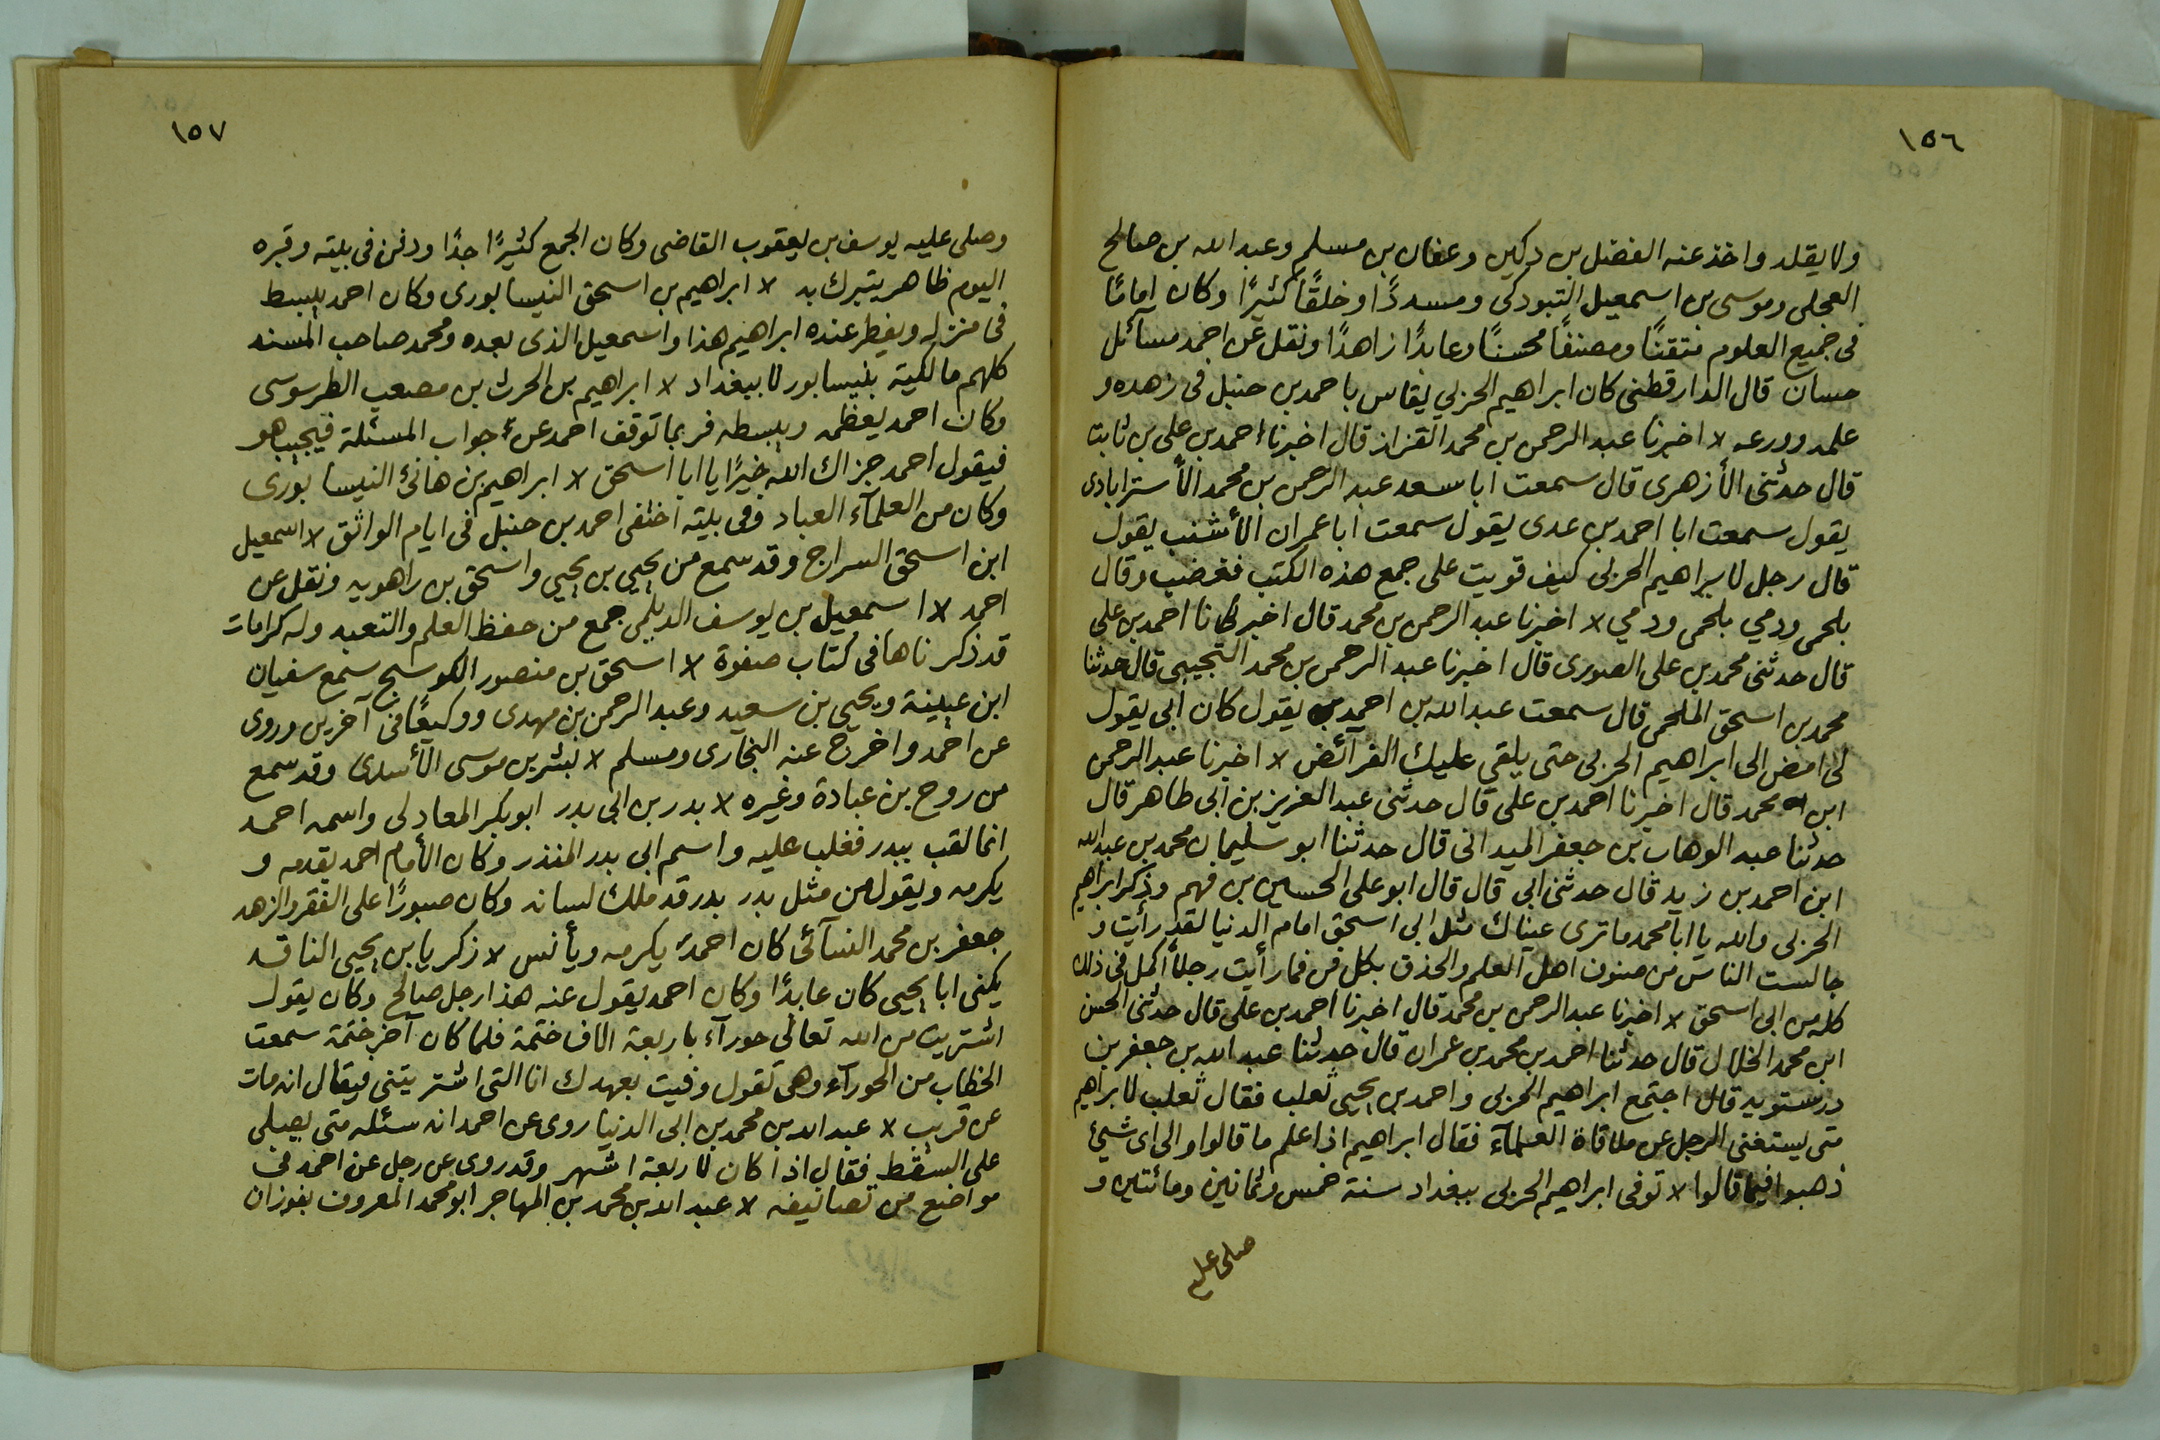 ١٥٦
ولا يقلد واخذ عنه الفضل بن دكين وعفان بن مسلم وعبد الله بن صالح
العجلى وموسى بن اسمعيل التبوذكى ومسددًا وخلقًا كثيرًا وكان امامًا
فى جميع العلوم متقنًا ومصنفًا محسنًا وعابدًا زاهدًا ونقل عن احمد مسآئل
حسان قال الدارقطنى كان ابراهيم الحربي يقاس باحمد بن حنبل فى زهده و
علمه وورعه ※ اخبرنا عبد الرحمن بن محمد القزاز قال اخبرنا احمد بن على بن ثابت
قال حدثنى الأزهرى قال سمعت ابا سعد عبد الرحمن بن محمد الأسترابادى
يقول سمعت ابا احمد بن عدى يقول سمعت ابا عمران الأشنب يقول
قال رجل لابراهيم الحربى كيف قويت على جمع هذه الكتب فغضب وقال
بلحمى ودمي بلحمى ودمي ※ اخبرنا عبد الرحمن بن محمد قال اخبرنا احمد بن على
قال حدثنى محمد بن على الصورى قال اخبرنا عبد الرحمن بن محمد التجيبى قال حدثنا
محمد بن اسحق الملحمى قال سمعت عبد الله بن احمد يقول كان ابى يقول
لى امض الى ابراهيم الحربى حتى يلقى عليك الفرآئض ※ اخبرنا عبد الرحمن
ابن محمد قال اخبرنا احمد بن على قال حدثنى عبد العزيز بن ابى طاهر قال
حدثنا عبد الوهاب بن جعفر الميدانى قال حدثنا ابو سليمان محمد بن عبد الله
ابن احمد بن زيد قال حدثنى ابي قال قال ابو على الحسين بن فهم وذكر ابراهيم
الحربى والله يا ابا محمد ما ترى عيناك مثل ابى اسحق امام الدنيا لقد رأيت و
جالست الناس من صنوف اهل العلم والحذق بكل فن فما رأيت رجلاً اكمل فى ذلك
كله من ابى اسحق ※ اخبرنا عبد الرحمن بن محمد قال اخبرنا احمد بن على قال حدثنى الحسن
ابن محمد الخلال قال حدثنا احمد بن محمد بن عمران قال حدثنا عبد الله بن جعفر بن
درستويه قال اجتمع ابراهيم الحربى واحمد بن يحيى ثعلب فقال ثعلب لابراهيم
متى يستغنى الرجل عن ملاقاة العلمآء فقال ابراهيم اذا علم ما قالوا والى اى شيئ
ذهبوا فيما قالوا ※ توفى ابراهيم الحربى ببغداد سنة خمس وثمانين ومائتين و
صلى عليه
١٥٧
وصلى عليه يوسف بن يعقوب القاضى وكان الجمع كثيرًا جدًا ودفن فى بيته وقبره
اليوم ظاهر يتبرك به ※ ابراهيم بن اسحق النيسابورى وكان احمد ينبسط
فى منزله ويفطر عنده ابراهيم هذا واسمعيل الذى بعده ومحمد صاحب المسند
كلهم مالكية بنيسابور لا ببغداد ※ ابراهيم بن الحرث بن مصعب الطرسوسى
وكان احمد يعظمه ويبسطه فربما توقف احمد عن جواب المسئلة فيجيب هو
فيقول احمد جزاك الله خيرًا يا ابا اسحق ※ ابراهيم بن هانئ النيسابورى
وكان من العلمآء العباد وفى بيته اختفى احمد بن حنبل فى ايام الواثق ※ اسمعيل
ابن اسحق السراج وقد سمع من يحيى بن يحيى واسحق بن راهويه ونقل عن
احمد ※ اسمعيل بن يوسف الديلمى جمع من حفظ العلم والتعبد وله كرامات
قد ذكرناها فى كتاب صفوة ※ اسحق بن منصور الكوسج سمع سفيان
ابن عيينة ويحيى بن سعيد وعبد الرحمن بن مهدى ووكيعًا فى آخرين وروى
عن احمد واخرج عنه البخارى ومسلم ※ بشر بن موسى الأسدى وقد سمع
من روح بن عبادة وغيره ※ بدر بن ابى بدر ابو بكر المغازلى واسمه احمد
انما لقب ببدر فغلب عليه واسم ابى بدر المنذر وكان الأمام احمد يقدمه و
يكرمه ويقول من مثل بدر بدر قد ملك لسانه وكان صبورًا على الفقر والزهد
جعفر بن محمد النسآئى كان احمد يكرمه ويأنس ※ زكريا بن يحيى الناقد
يكنى ابا يحيى كان عابدًا وكان احمد يقول عنه هذا رجل صالح وكان يقول
اشتريت من الله تعالى حورآء باربعة الاف ختمة فلما كان آخر ختمة سمعت
الخطاب من الحورآء وهى تقول وفيت بعهدك انا التى اشتريتنى فيقال انه مات
عن قريب ※ عبد الله بن محمد بن ابى الدنيا روى عن احمد انه سئله متى يصلى
على السقط فقال اذا كان لاربعة اشهر وقد روى عن رجل عن احمد فى
مواضع من تصانيفه ※ عبد الله بن محمد بن المهاجر ابو محمد المعروف بفوزان